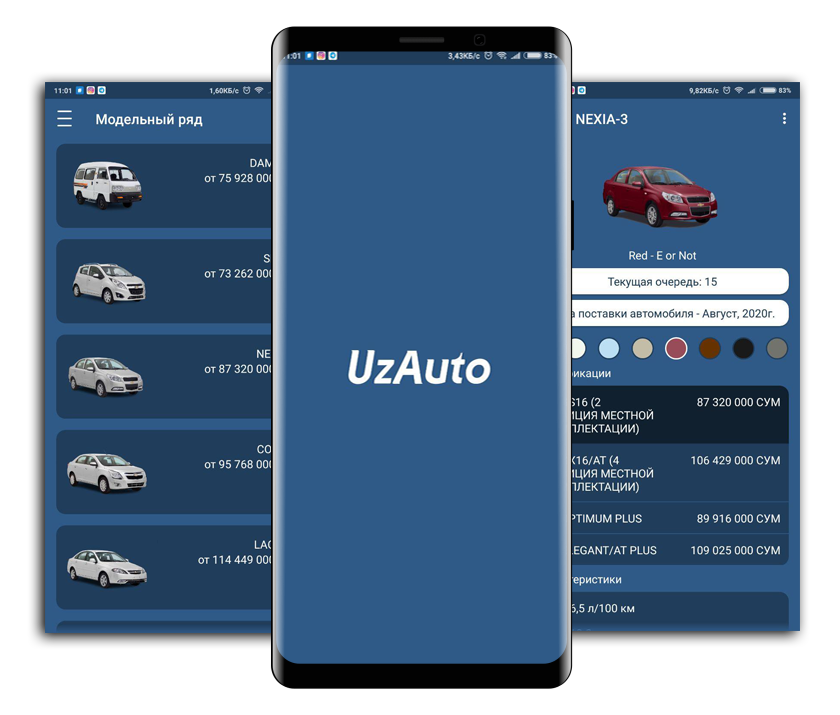 11:01
1,60КБ/с
Модельный ряд
DAM
от 75 928 000
S
от 73 262 000
NE
от 87 320 000
CO
от 95 768 000
LAC
от 114 449 000
11:01
3,43КБ/с
83%
UzAuto
9,82КБ/с
83%
NEXIA-3
Red - E or Not
Текущая очередь: 15
а поставки автомобиля - Август, 2020г.
фикации
S16 (2
ИЦИЯ МЕСТНОЙ
ПЛЕКТАЦИИ)
87 320 000 СУМ
X16/AT (4
ИЦИЯ МЕСТНОЙ
ПЛЕКТАЦИИ)
106 429 000 СУМ
PTIMUM PLUS
89 916 000 СУМ
LEGANT/AT PLUS
109 025 000 СУМ
теристики
6,5 л/100 км